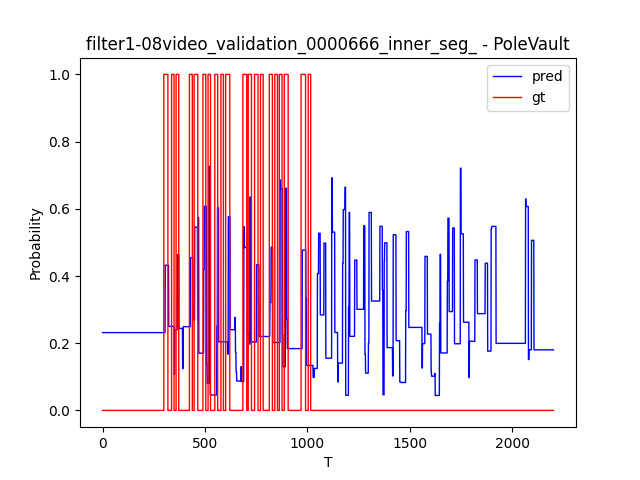 filter1-08video_validation_0000666_inner_seg_ - PoleVault
pred
gt
1.0
0.8
0.6
0.4
0.2
0.0
Probability
0
500
1000
1500
2000
T